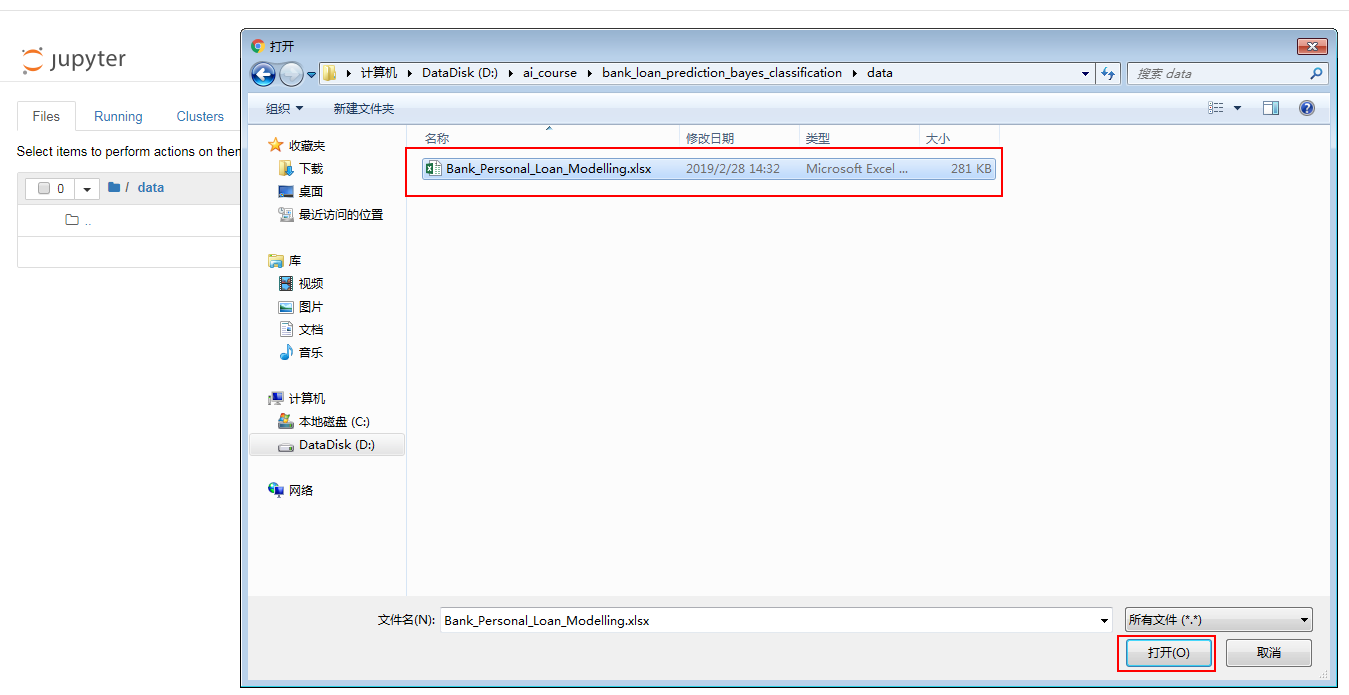 jupyter
Files Running Clusters
Select items to perform actions on ther
0 / data
..
打开
计算机 DataDisk (D:) ai_course bank_loan_prediction_bayes_classification data
搜索 data
组织 新建文件夹
收藏夹
下载
桌面
最近访问的位置
库
视频
图片
文档
音乐
计算机
本地磁盘 (C:)
DataDisk (D:)
网络
名称 修改日期 类型 大小
Bank_Personal_Loan_Modelling.xlsx 2019/2/28 14:32 Microsoft Excel ... 281 KB
文件名(N): Bank_Personal_Loan_Modelling.xlsx 所有文件 (*.*)
打开(O) 取消